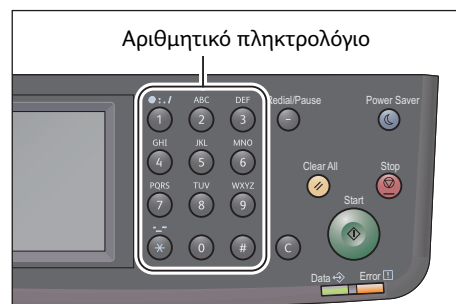 Αριθμητικό πληκτρολόγιο
●:./ ABC DEF Redial/Pause Power Saver
1 2 3 -
GHI JKL MNO
4 5 6
Clear All Stop
PQRS TUV WXYZ
7 8 9
Start
-_~
* 0 # C
Data Error !